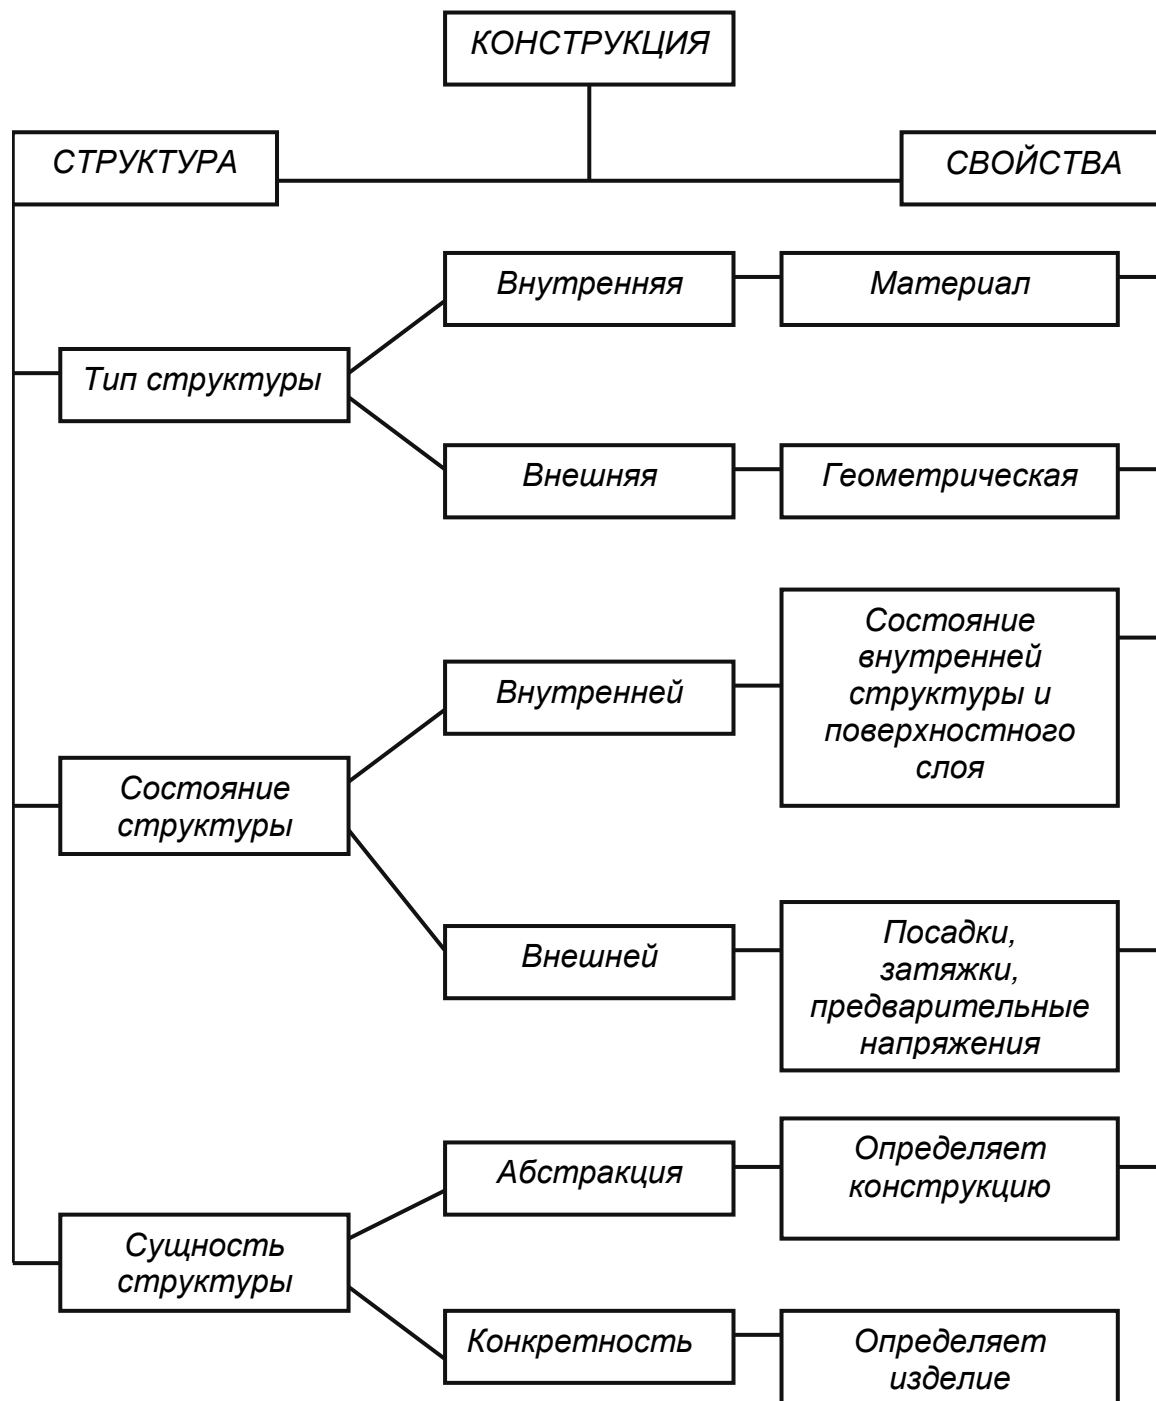 КОНСТРУКЦИЯ
СТРУКТУРА
СВОЙСТВА
Внутренняя
Материал
Тип структуры
Внешняя
Геометрическая
Состояние
внутренней
структуры и
поверхностного
слоя
Внутренней
Состояние
структуры
Внешней
Посадки,
затяжки,
предварительные
напряжения
Абстракция
Определяет
конструкцию
Сущность
структуры
Конкретность
Определяет
изделие